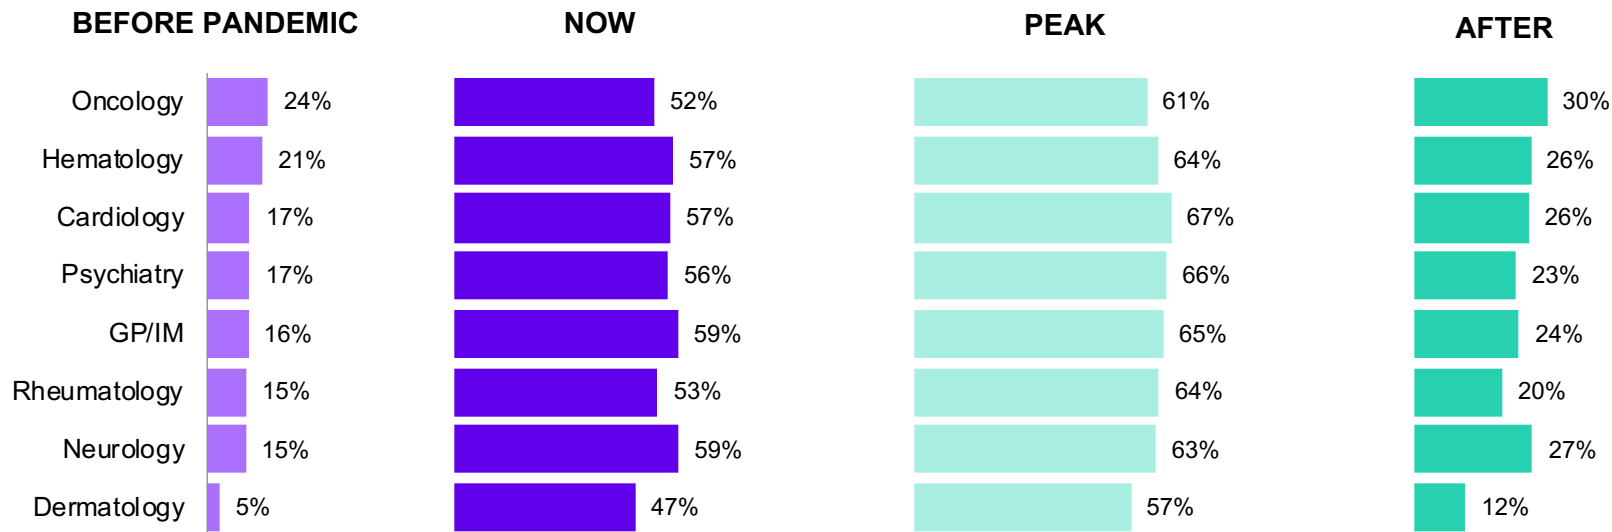 BEFORE PANDEMIC NOW PEAK AFTER
Oncology 24% 52% 61% 30%
Hematology 21% 57% 64% 26%
Cardiology 17% 57% 67% 26%
Psychiatry 17% 56% 66% 23%
GP/IM 16% 59% 65% 24%
Rheumatology 15% 53% 64% 20%
Neurology 15% 59% 63% 27%
Dermatology 5% 47% 57% 12%